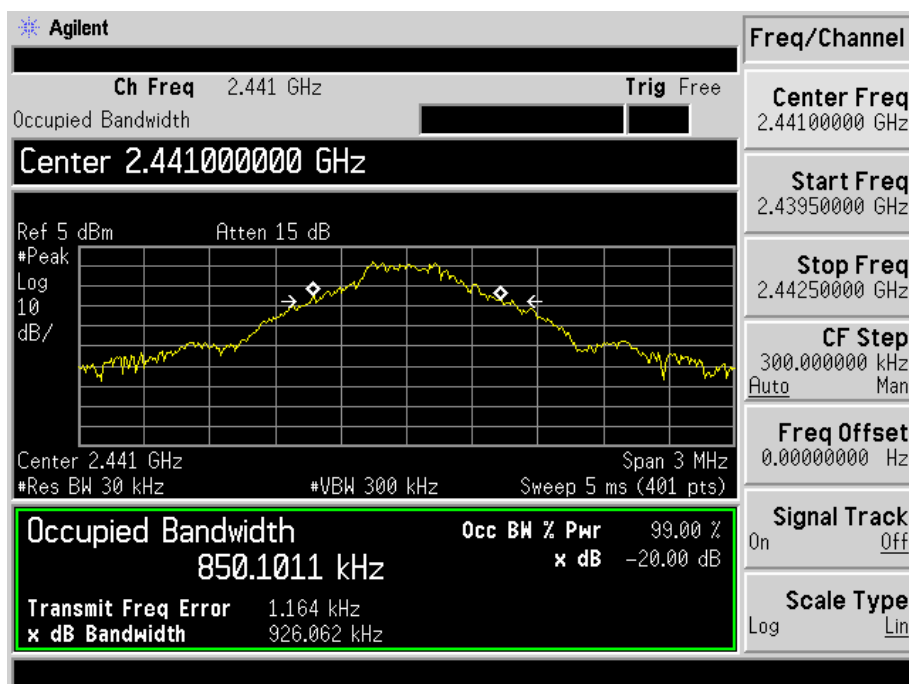 Agilent
Ch Freq 2.441 GHz Trig Free
Occupied Bandwidth
Center 2.441000000 GHz
Ref 5 dBm Atten 15 dB
#Peak
Log
10
dB/
Center 2.441 GHz Span 3 MHz
#Res BW 30 kHz #VBW 300 kHz Sweep 5 ms (401 pts)
Occupied Bandwidth Occ BW % Pwr 99.00 %
850.1011 kHz x dB -20.00 dB
Transmit Freq Error 1.164 kHz
x dB Bandwidth 926.062 kHz
Freq/Channel
Center Freq
2.44100000 GHz
Start Freq
2.43950000 GHz
Stop Freq
2.44250000 GHz
CF Step
300.000000 kHz
Auto Man
Freq Offset
0.00000000 Hz
Signal Track
On Off
Scale Type
Log Lin